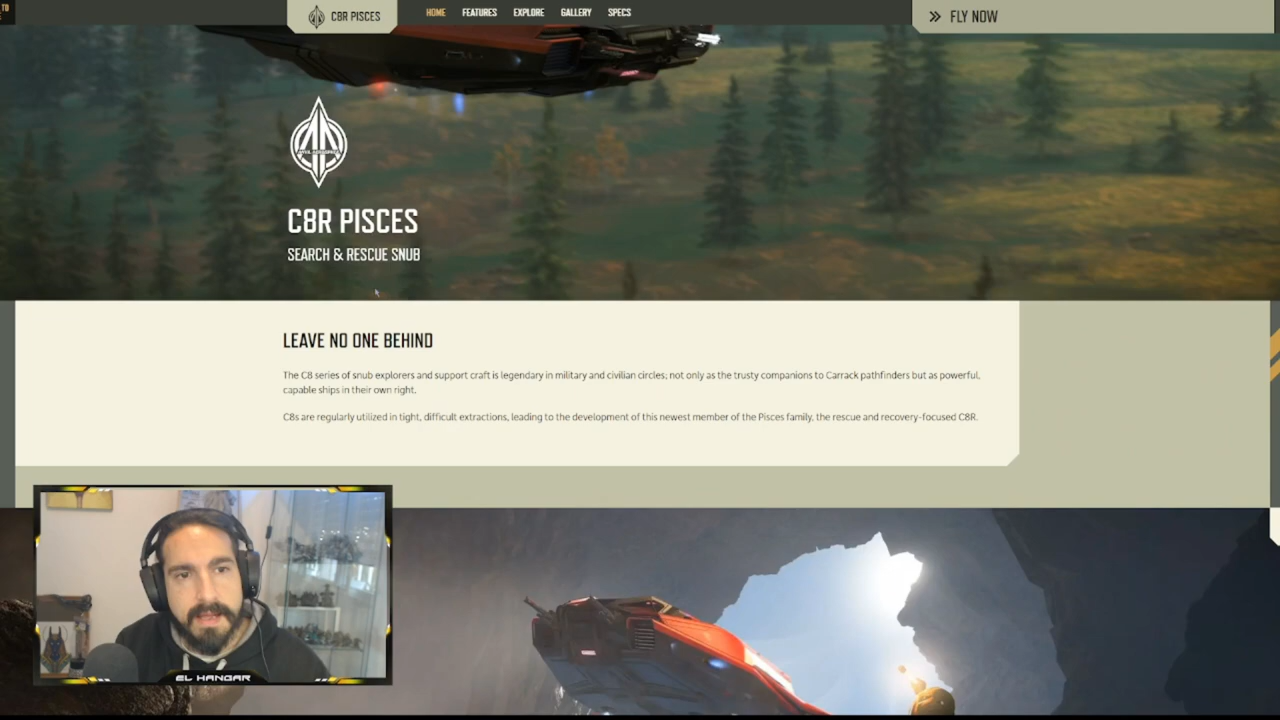 TO
C8R PISCES
HOME
FEATURES
EXPLORE
GALLERY
SPECS
FLY NOW
C8R PISCES
SEARCH & RESCUE SNUB
LEAVE NO ONE BEHIND
The C8 series of snub explorers and support craft is legendary in military and civilian circles; not only as the trusty companions to Carrack pathfinders but as powerful,
capable ships in their own right.
C8s are regularly utilized in tight, difficult extractions, leading to the development of this newest member of the Pisces family, the rescue and recovery-focused C8R.
EL HANGAR